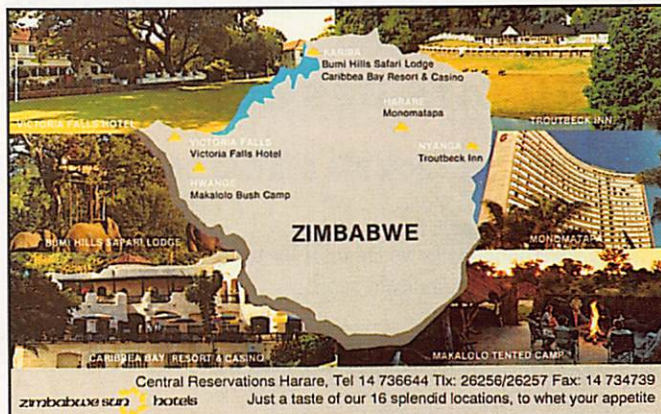 KARIBA
Bumi Hills Safari Lodge
Caribbea Bay Resort & Casino
HARARE
Monomatapa
VICTORIA FALLS HOTEL
TROUTBECK INN
VICTORIA FALLS
Victoria Falls Hotel
NYANGA
Troutbeck Inn
HWANGE
Makalolo Bush Camp
ZIMBABWE
BUMI HILLS SAFARI LODGE
MONOMATAPA
CARIBBEA BAY RESORT & CASINO
MAKALOLO TENTED CAMP
Central Reservations Harare, Tel 14 736644 Tlx: 26256/26257 Fax: 14 734739
zimbabwe sun hotels
Just a taste of our 16 splendid locations, to whet your appetite